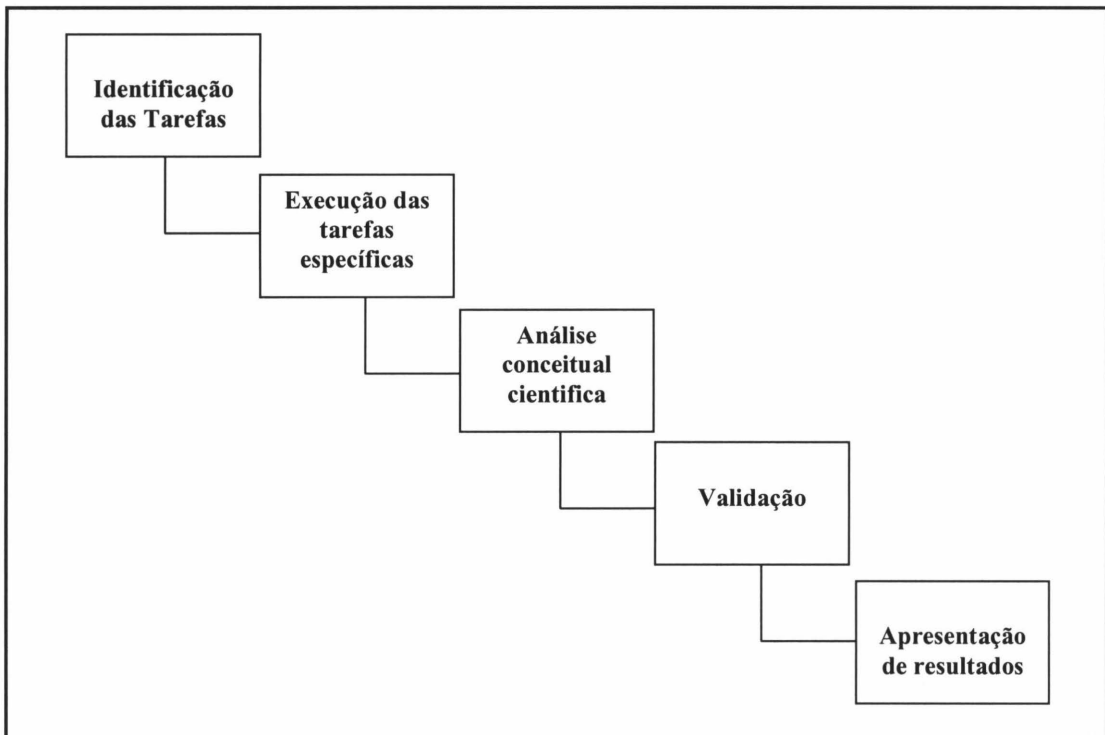 Identificação
das Tarefas
Execução das
tarefas
específicas
Análise
conceitual
cientifica
Validação
Apresentação
de resultados